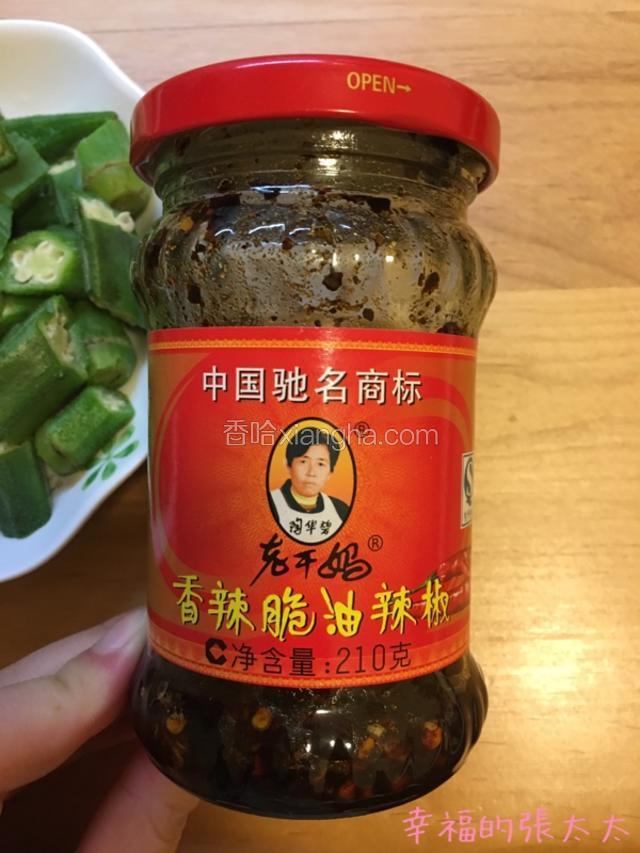 OPEN→
中国驰名商标
香哈xiangha.com
®
陶华碧
老干妈®
香辣脆油辣椒
C净含量:210克
幸福的張太太